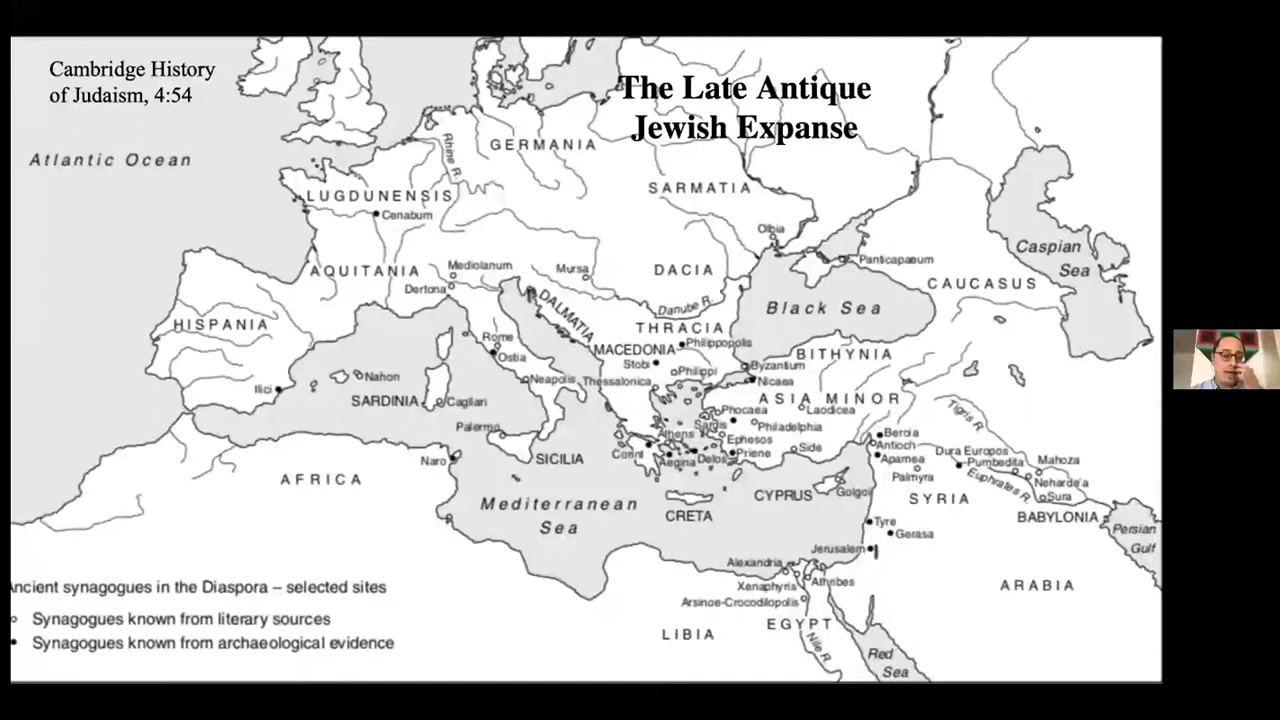 Cambridge History
of Judaism, 4:54
The Late Antique
Jewish Expanse
Atlantic Ocean
GERMANIA
Rhine R.
SARMATIA
LUGDUNENSIS
Cenabum
Olbia
Caspian
Sea
Panticapaeum
AQUITANIA
Mediolanum
Mursa
DACIA
CAUCASUS
Dertona
DALMATIA
Danube R.
Black Sea
HISPANIA
THRACIA
Rome
Ostia
MACEDONIA
Philippopolis
BITHYNIA
Stobi
Philippi
Byzantium
Nicaea
Ilici
Nahon
Neapolis
Thessalonica
SARDINIA
Cagliari
ASIA MINOR
Phocaea
Laodicea
Tigris R.
Palermo
Athens
Sardis
Philadelphia
Beroia
Ephesos
Antioch
Side
Priene
Naro
SICILIA
Corint
Aegina
Delos
Apamea
Dura Europos
Pumbedita
Mahoza
Palmyra
Euphrates R.
Neharde'a
Sura
AFRICA
CYPRUS
Golgoi
SYRIA
BABYLONIA
Mediterranean
Sea
CRETA
Persian
Gulf
Tyre
Gerasa
Jerusalem
Alexandria
Xenaphyris
Athribes
Arsinoe-Crocodilopolis
ARABIA
LIBIA
EGYPT
Nile R.
Red
Sea
Ancient synagogues in the Diaspora – selected sites
Synagogues known from literary sources
Synagogues known from archaeological evidence